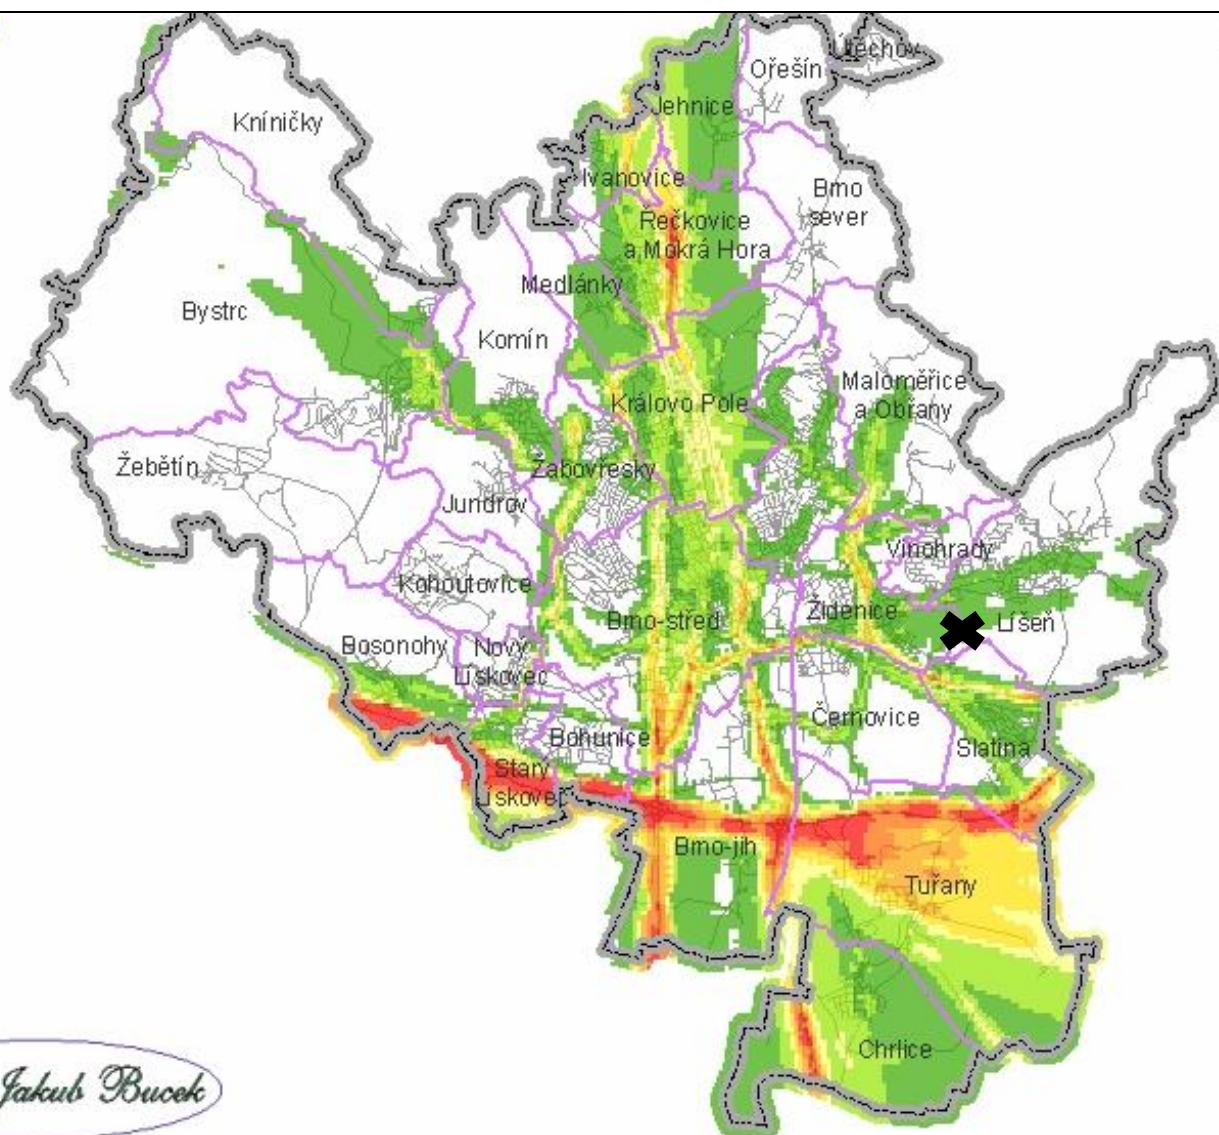 Útěchov
Ořešín
Jehnice
Kníničky
Ivanovice
Brno
sever
Řečkovice
a Mokrá Hora
Medlánky
Bystrc
Komín
Maloměřice
a Obřany
Královo Pole
Žebětín
Žabovřesky
Jundrov
Vinohrady
Kohoutovice
Židenice
Brno-střed
Líšeň
Bosonohy
Nový
Lískovec
Černovice
Bohunice
Slatina
Starý
Lískovec
Brno-jih
Tuřany
Chrlice
Jakub Bucek